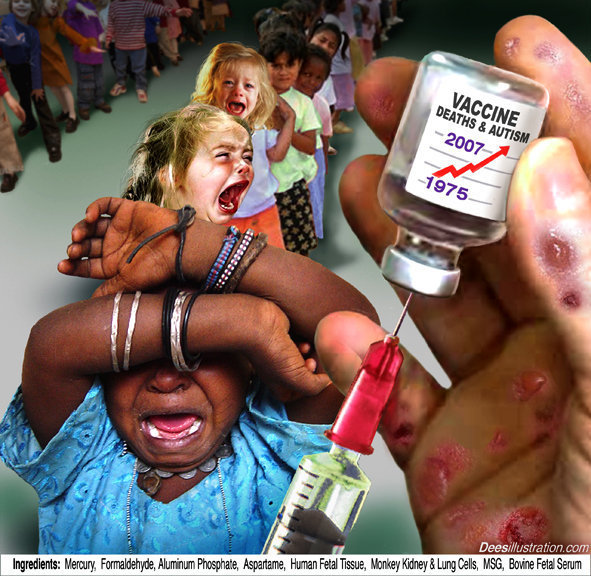 VACCINE
DEATHS & AUTISM
2007
1975
Deesillustration.com
Ingredients: Mercury, Formaldehyde, Aluminum Phosphate, Aspartame, Human Fetal Tissue, Monkey Kidney & Lung Cells, MSG, Bovine Fetal Serum